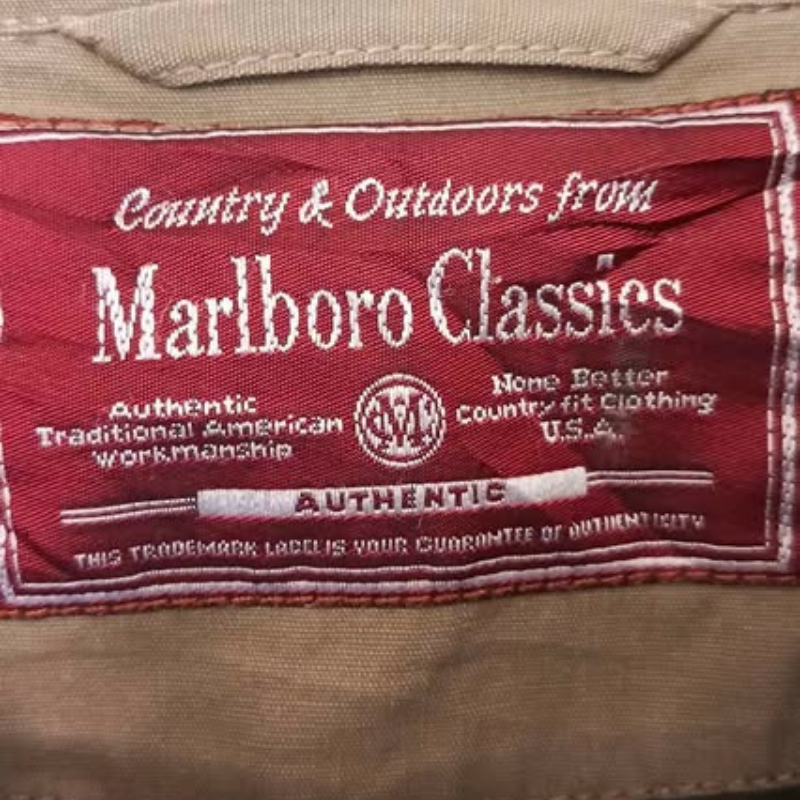 Country & Outdoors from
Marlboro Classics
Authentic
Traditional American
Workmanship
MC
None Better
Country fit Clothing
U.S.A.
AUTHENTIC
THIS TRADEMARK LABEL IS YOUR GUARANTEE OF AUTHENTICITY